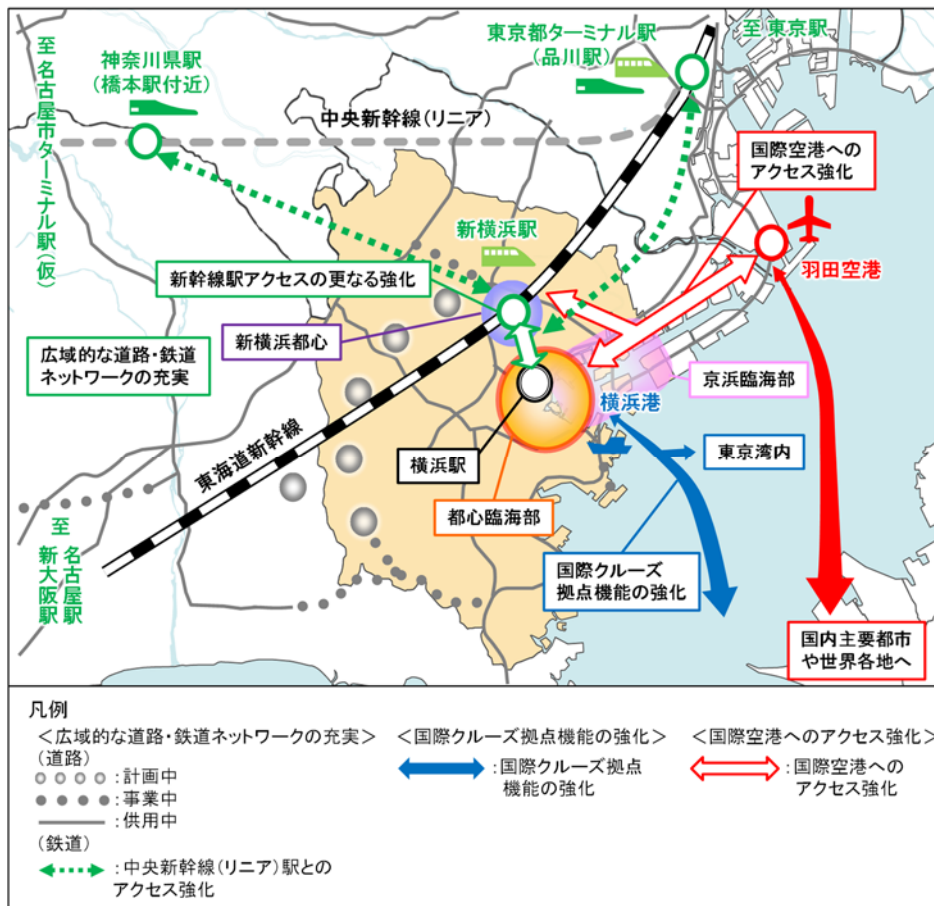 至 名古屋市ターミナル駅(仮)
神奈川県駅
(橋本駅付近)
東京都ターミナル駅
(品川駅)
至 東京駅
中央新幹線(リニア)
国際空港への
アクセス強化
新横浜駅
羽田空港
新幹線駅アクセスの更なる強化
新横浜都心
広域的な道路・鉄道
ネットワークの充実
京浜臨海部
横浜港
東海道新幹線
横浜駅
東京湾内
都心臨海部
至 名古屋駅
新大阪駅
国際クルーズ
拠点機能の強化
国内主要都市
や世界各地へ
凡例
<広域的な道路・鉄道ネットワークの充実>
(道路)
:計画中
:事業中
:供用中
(鉄道)
:中央新幹線(リニア)駅との
アクセス強化
<国際クルーズ拠点機能の強化>
:国際クルーズ拠点
機能の強化
<国際空港へのアクセス強化>
:国際空港への
アクセス強化